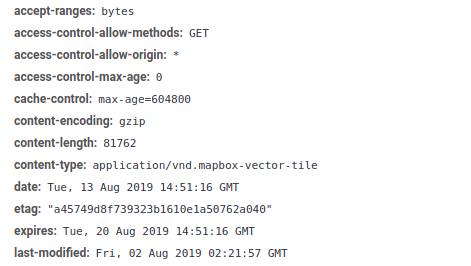 accept-ranges: bytes
access-control-allow-methods: GET
access-control-allow-origin: *
access-control-max-age: 0
cache-control: max-age=604800
content-encoding: gzip
content-length: 81762
content-type: application/vnd.mapbox-vector-tile
date: Tue, 13 Aug 2019 14:51:16 GMT
etag: "a45749d8f739323b1610e1a50762a040"
expires: Tue, 20 Aug 2019 14:51:16 GMT
last-modified: Fri, 02 Aug 2019 02:21:57 GMT